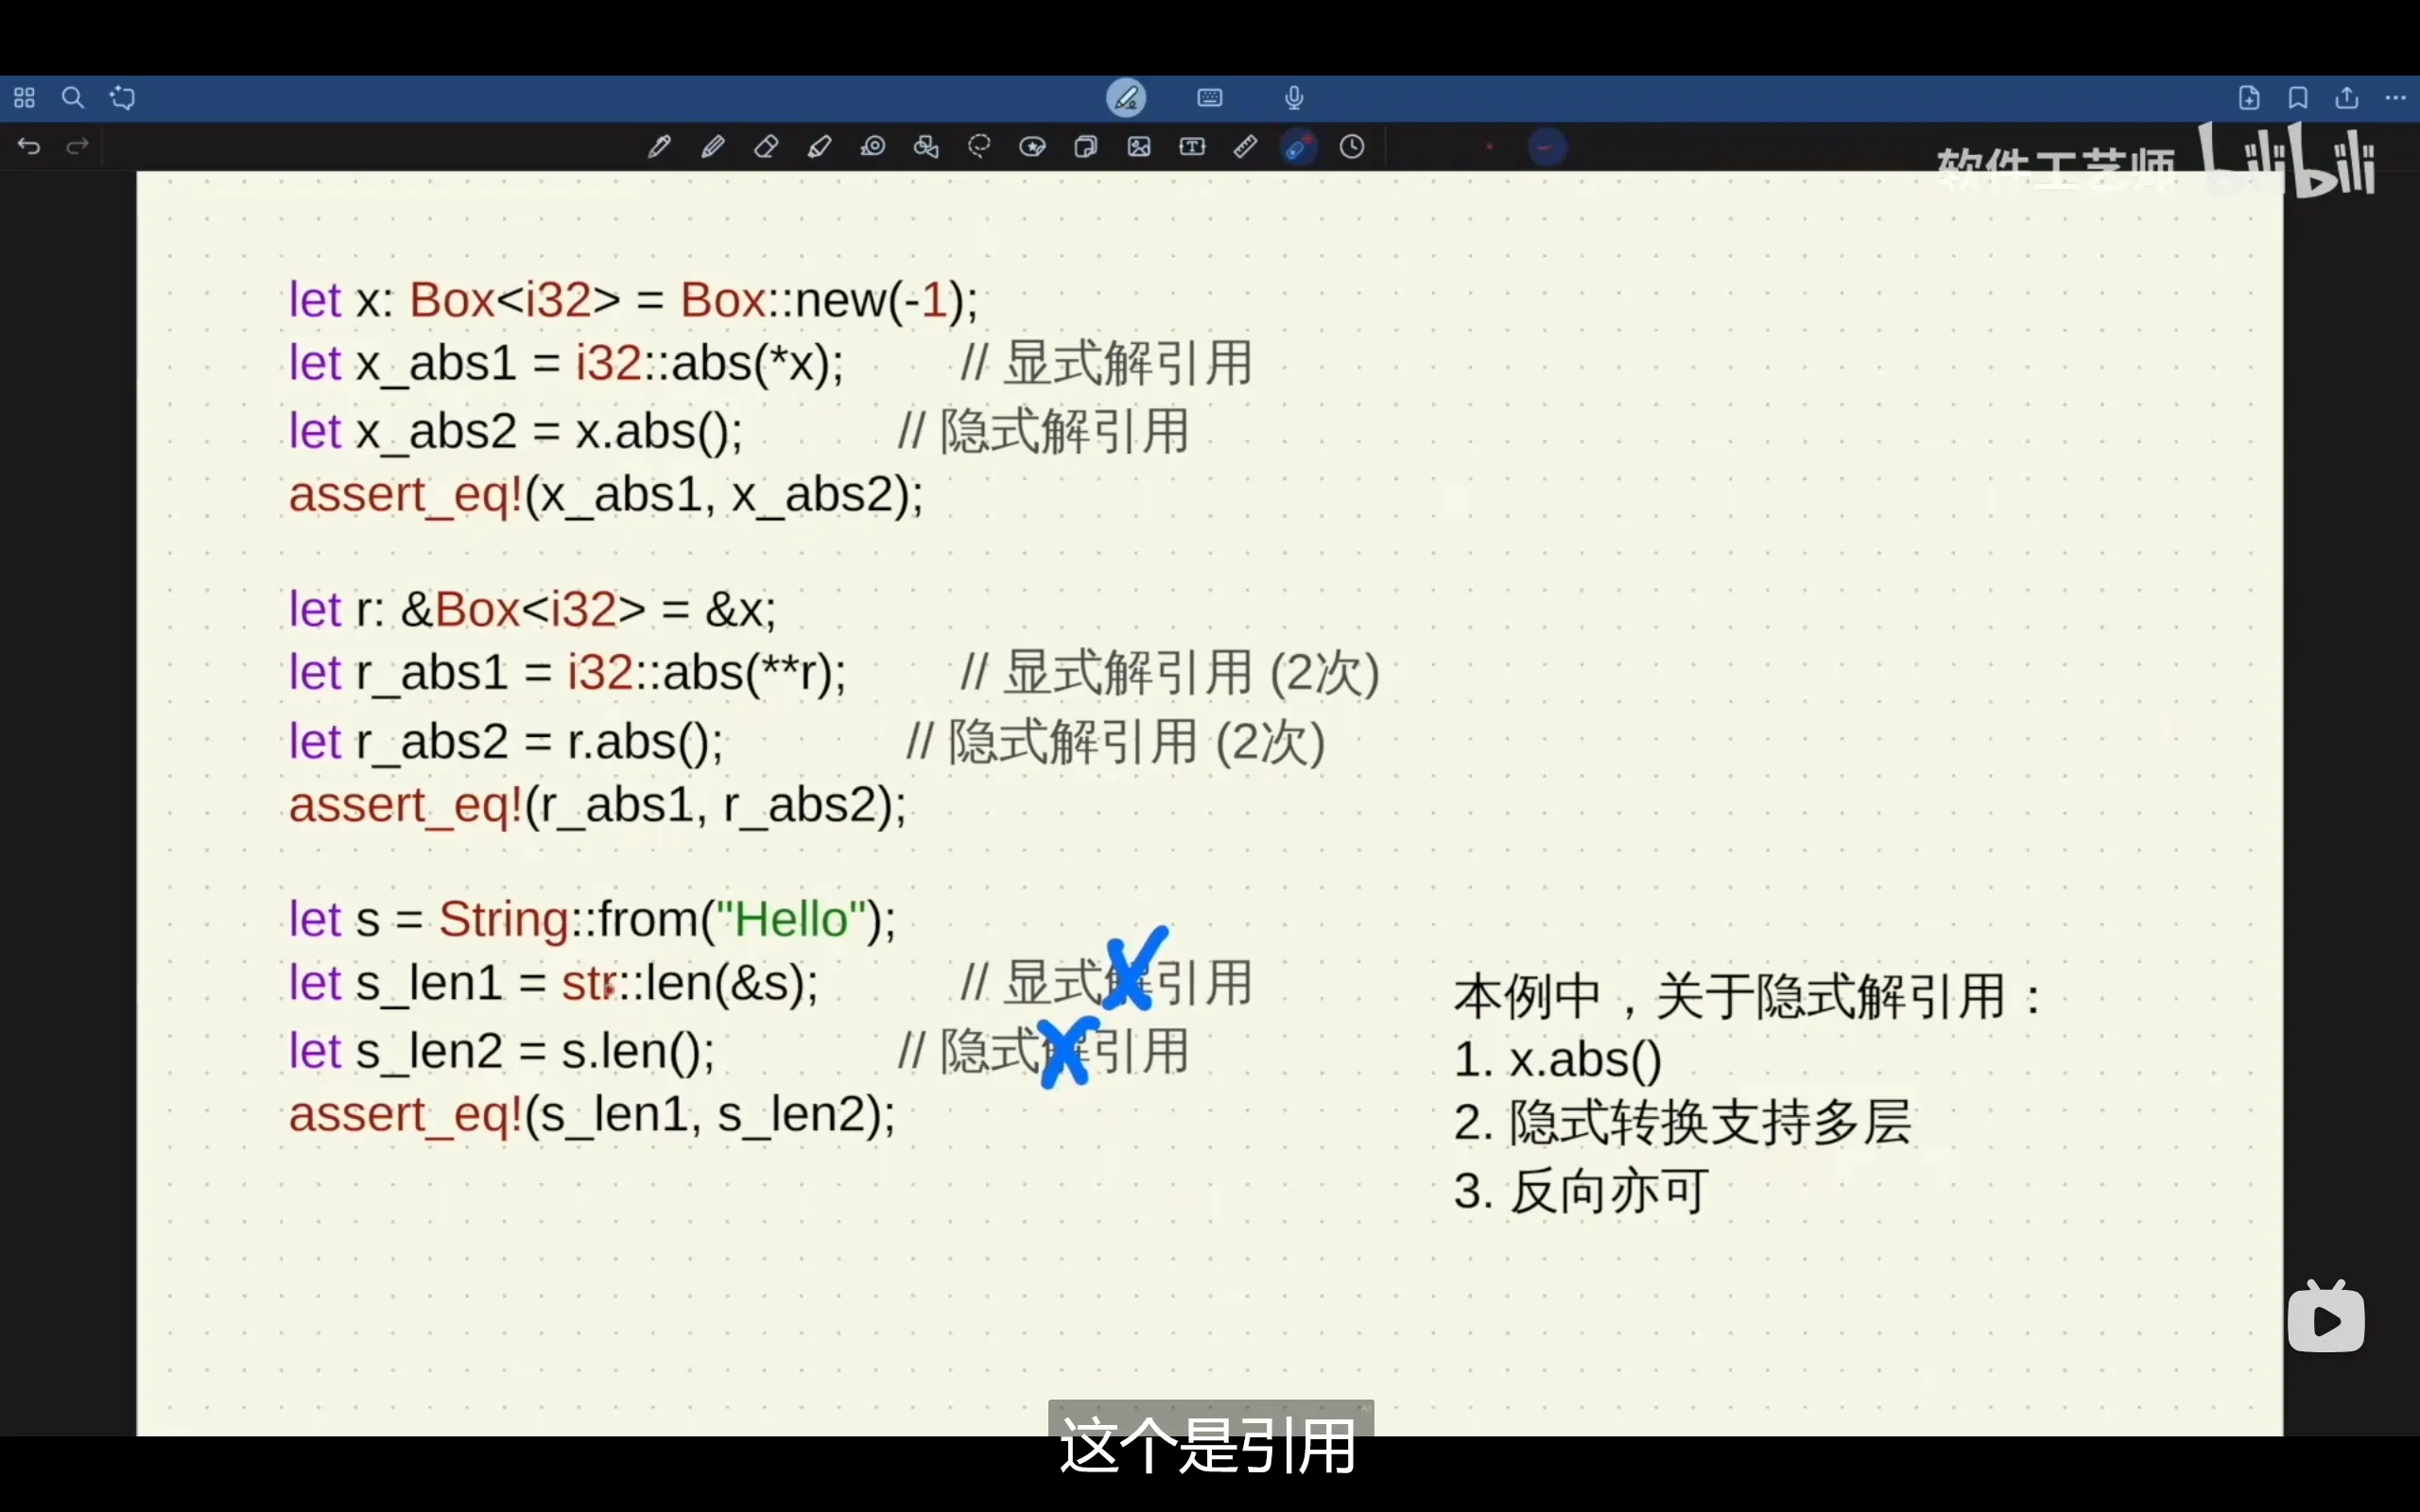 软件工艺师 bilibili
let x: Box<i32> = Box::new(-1);
let x_abs1 = i32::abs(*x); // 显式解引用
let x_abs2 = x.abs(); // 隐式解引用
assert_eq!(x_abs1, x_abs2);
let r: &Box<i32> = &x;
let r_abs1 = i32::abs(**r); // 显式解引用 (2次)
let r_abs2 = r.abs(); // 隐式解引用 (2次)
assert_eq!(r_abs1, r_abs2);
let s = String::from("Hello");
let s_len1 = str::len(&s); // 显式解引用
let s_len2 = s.len(); // 隐式解引用
assert_eq!(s_len1, s_len2);
本例中，关于隐式解引用：
1. x.abs()
2. 隐式转换支持多层
3. 反向亦可
这个是引用